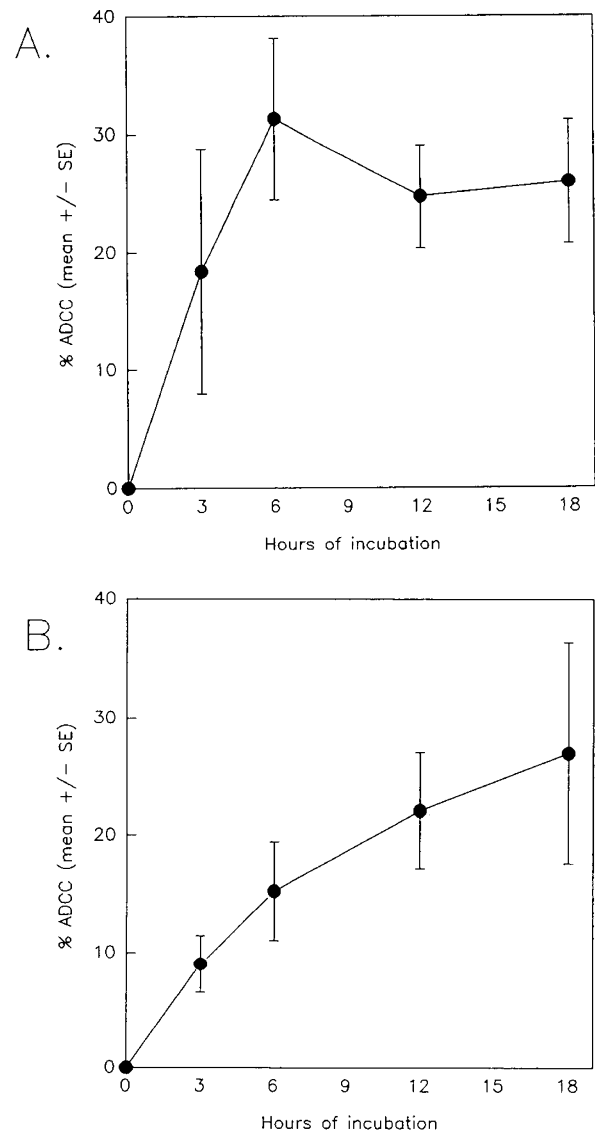 A.
% ADCC (mean +/- SE)
40
30
20
10
0
0 3 6 9 12 15 18
Hours of incubation
B.
% ADCC (mean +/- SE)
40
30
20
10
0
0 3 6 9 12 15 18
Hours of incubation